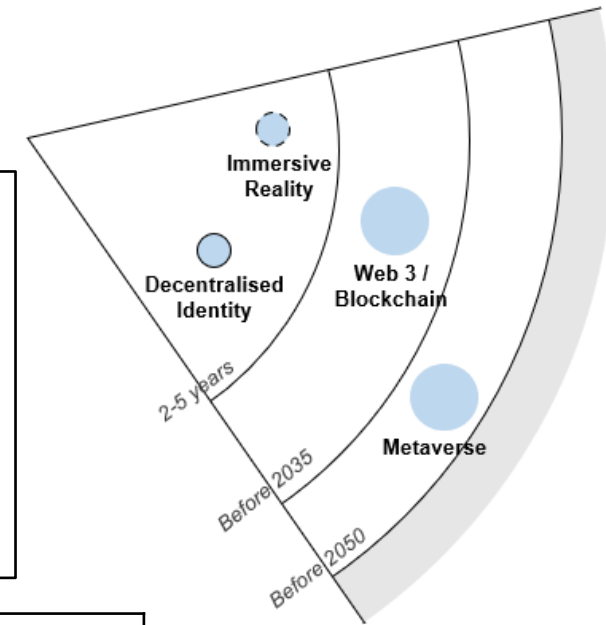 Immersive
Reality
Decentralised
Identity
Web 3 /
Blockchain
Metaverse
2-5 years
Before 2035
Before 2050